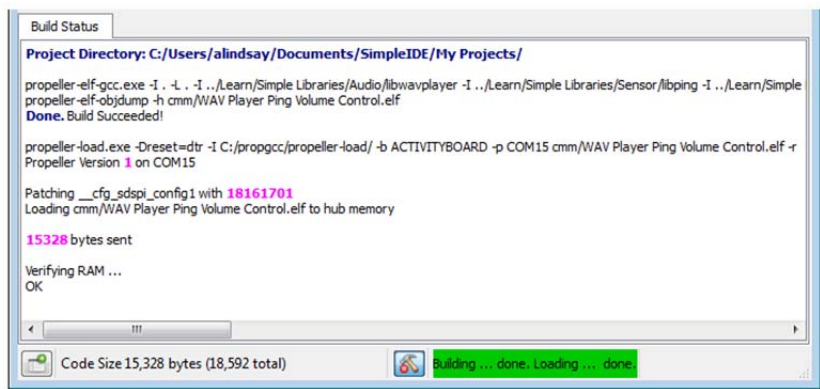 Build Status
Project Directory: C:/Users/alindsay/Documents/SimpleIDE/My Projects/
propeller-elf-gcc.exe -I . -L . -I ../Learn/Simple Libraries/Audio/libwavplayer -I ../Learn/Simple Libraries/Sensor/libping -I ../Learn/Simple
propeller-elf-objdump -h cmm/WAV Player Ping Volume Control.elf
Done. Build Succeeded!
propeller-load.exe -Dreset=dtr -I C:/propgcc/propeller-load/ -b ACTIVITYBOARD -p COM15 cmm/WAV Player Ping Volume Control.elf -r
Propeller Version 1 on COM15
Patching __cfg_sdspi_config1 with 18161701
Loading cmm/WAV Player Ping Volume Control.elf to hub memory
15328 bytes sent
Verifying RAM ...
OK
Code Size 15,328 bytes (18,592 total)
Building ... done. Loading ... done.